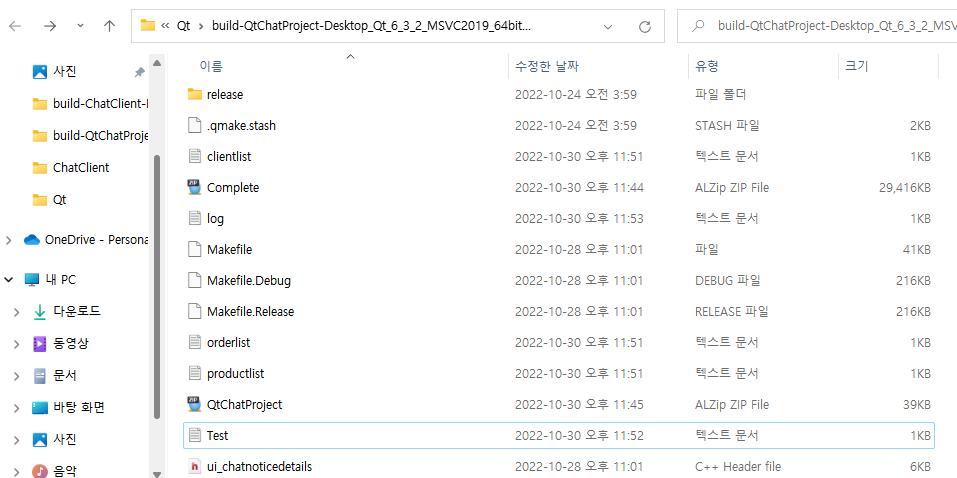 Qt build-QtChatProject-Desktop_Qt_6_3_2_MSVC2019_64bit...
build-QtChatProject-Desktop_Qt_6_3_2_MSV
사진
build-ChatClient-
build-QtChatProje
ChatClient
Qt
OneDrive - Persona
내 PC
다운로드
동영상
문서
바탕 화면
사진
음악
이름 수정한 날짜 유형 크기
release 2022-10-24 오전 3:59 파일 폴더
.qmake.stash 2022-10-24 오전 3:59 STASH 파일 2KB
clientlist 2022-10-30 오후 11:51 텍스트 문서 1KB
Complete 2022-10-30 오후 11:44 ALZip ZIP File 29,416KB
log 2022-10-30 오후 11:53 텍스트 문서 1KB
Makefile 2022-10-28 오후 11:01 파일 41KB
Makefile.Debug 2022-10-28 오후 11:01 DEBUG 파일 216KB
Makefile.Release 2022-10-28 오후 11:01 RELEASE 파일 216KB
orderlist 2022-10-30 오후 11:51 텍스트 문서 1KB
productlist 2022-10-30 오후 11:51 텍스트 문서 1KB
QtChatProject 2022-10-30 오후 11:45 ALZip ZIP File 39KB
Test 2022-10-30 오후 11:52 텍스트 문서 1KB
ui_chatnoticedetails 2022-10-28 오후 11:01 C++ Header file 6KB